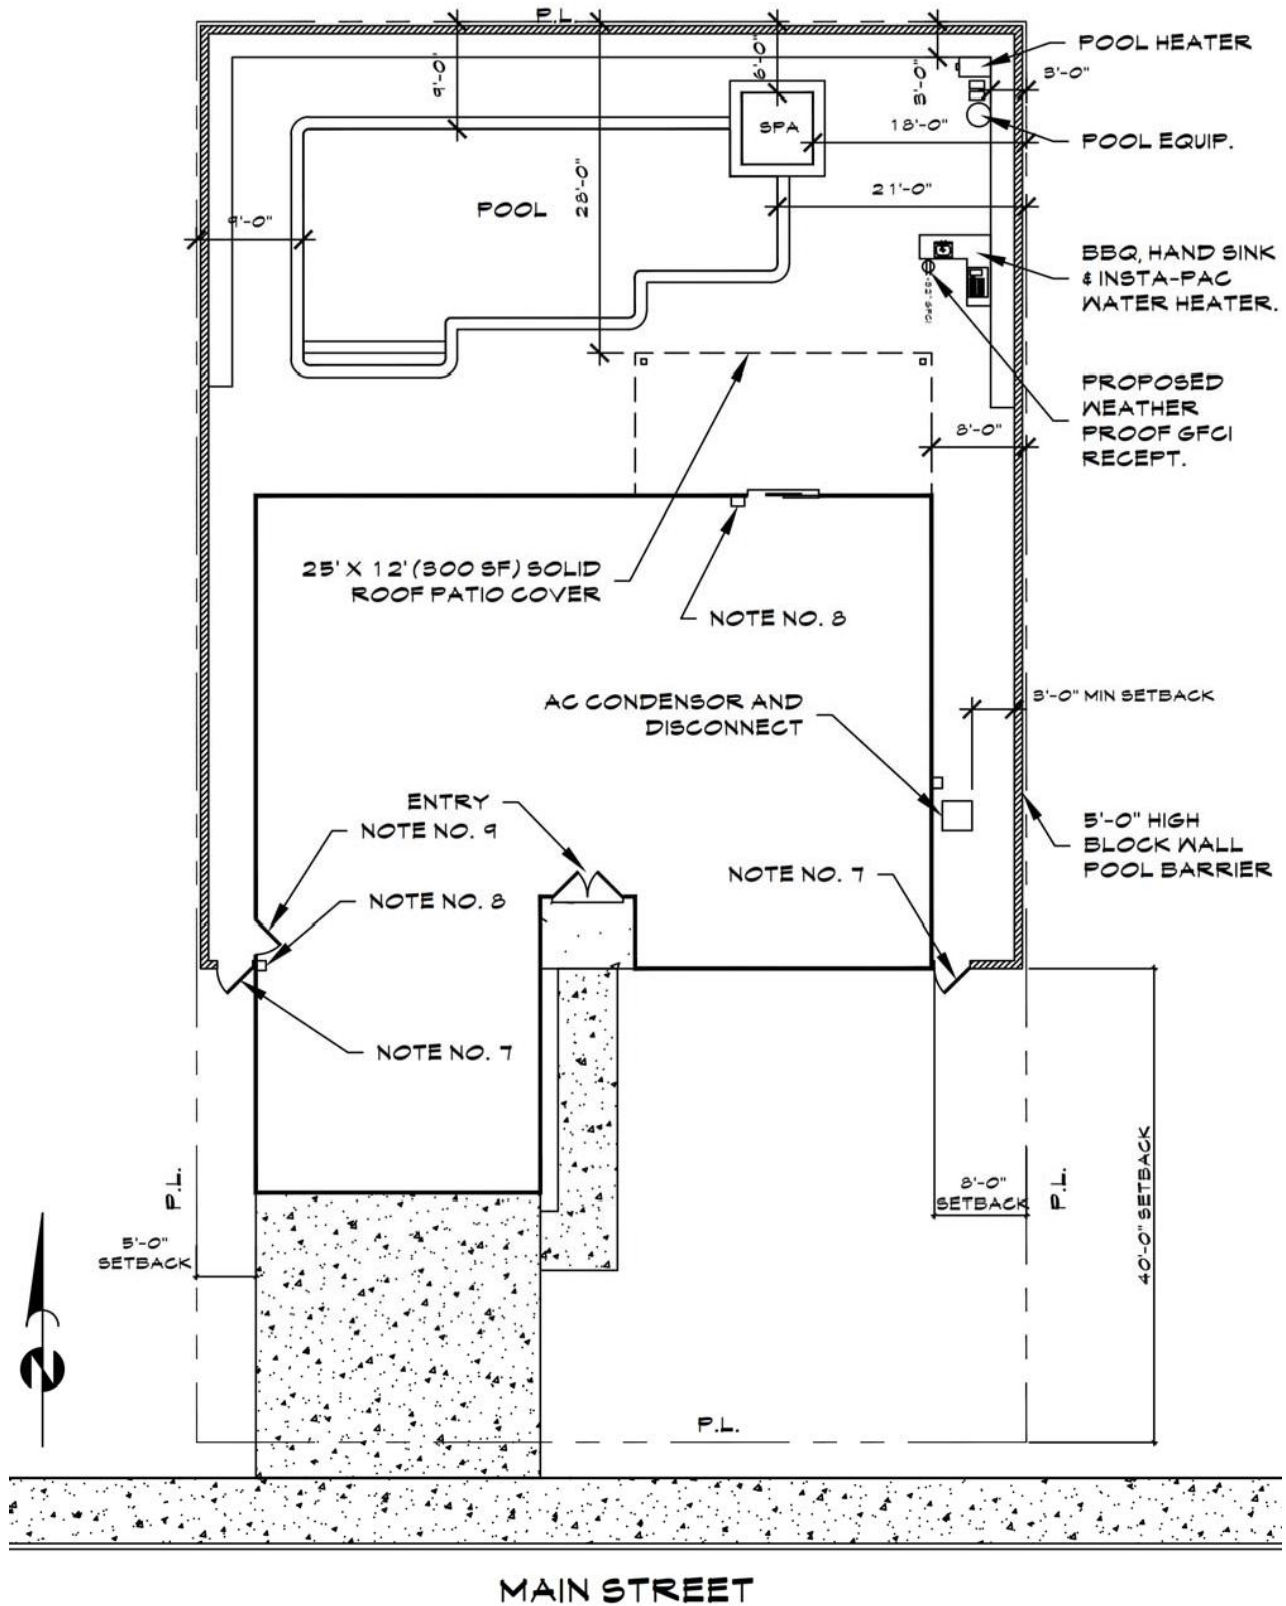 P.L.
POOL HEATER
9'-0"
6'-0"
3'-0"
3'-0"
SPA
18'-0"
POOL EQUIP.
28'-0"
21'-0"
POOL
9'-0"
BBQ, HAND SINK
& INSTA-PAC
WATER HEATER.
PROPOSED
WEATHER
PROOF GFCI
RECEPT.
8'-0"
25' X 12' (300 SF) SOLID
ROOF PATIO COVER
NOTE NO. 8
AC CONDENSOR AND
DISCONNECT
3'-0" MIN SETBACK
ENTRY
NOTE NO. 9
5'-0" HIGH
BLOCK WALL
POOL BARRIER
NOTE NO. 7
NOTE NO. 8
NOTE NO. 7
P.L.
8'-0"
SETBACK
P.L.
40'-0" SETBACK
5'-0"
SETBACK
N
P.L.
MAIN STREET